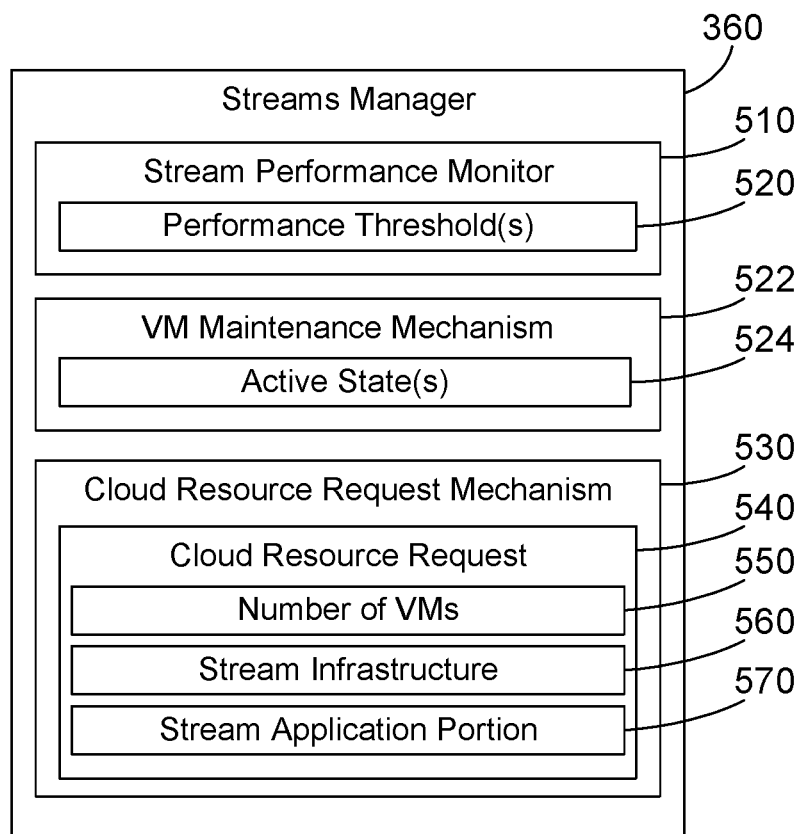 360
Streams Manager
510
Stream Performance Monitor
520
Performance Threshold(s)
522
VM Maintenance Mechanism
524
Active State(s)
530
Cloud Resource Request Mechanism
540
Cloud Resource Request
550
Number of VMs
560
Stream Infrastructure
570
Stream Application Portion